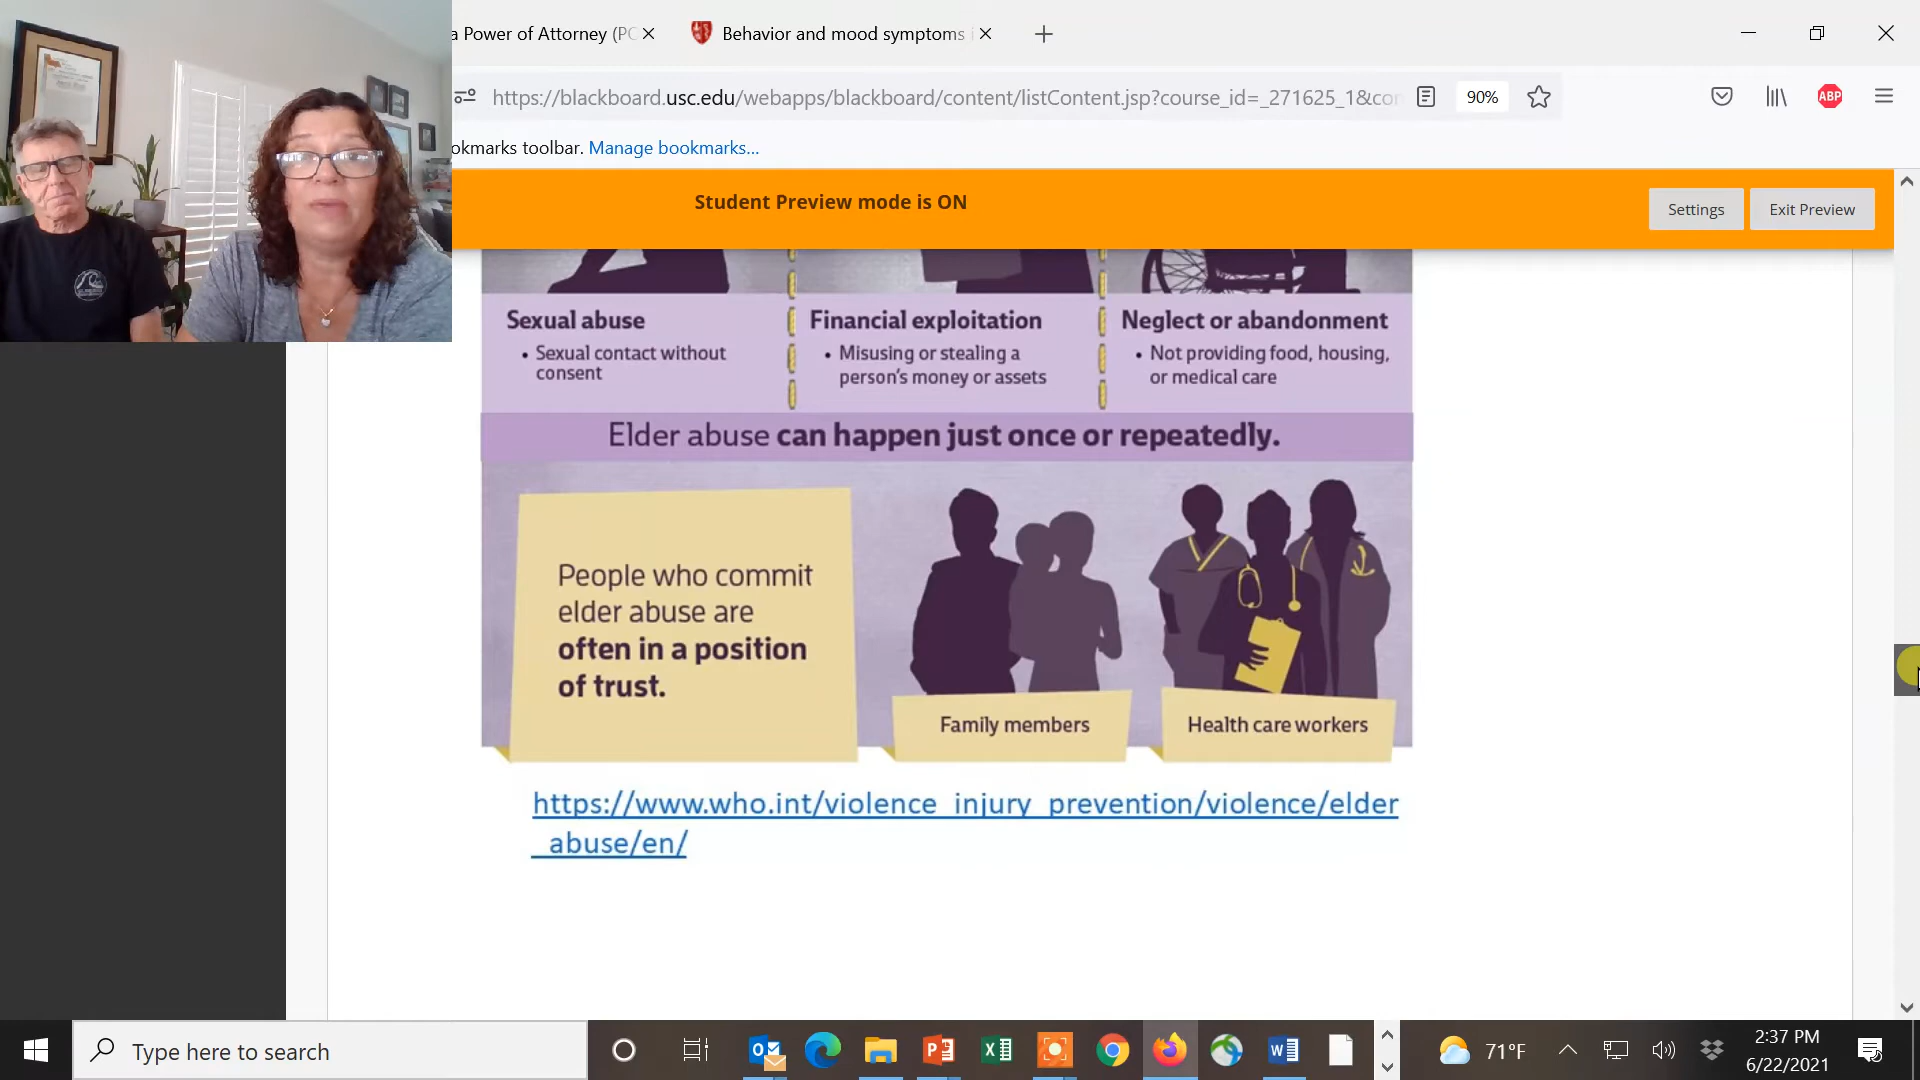 a Power of Attorney (PO
Behavior and mood symptoms i
https://blackboard.usc.edu/webapps/blackboard/content/listContent.jsp?course_id=_271625_1&co
90%
ABP
okmarks toolbar. Manage bookmarks...
Student Preview mode is ON
Settings
Exit Preview
Sexual abuse
• Sexual contact without
consent
Financial exploitation
• Misusing or stealing a
person's money or assets
Neglect or abandonment
• Not providing food, housing,
or medical care
Elder abuse can happen just once or repeatedly.
People who commit
elder abuse are
often in a position
of trust.
Family members
Health care workers
https://www.who.int/violence_injury_prevention/violence/elder
_abuse/en/
Type here to search
71°F
2:37 PM
6/22/2021